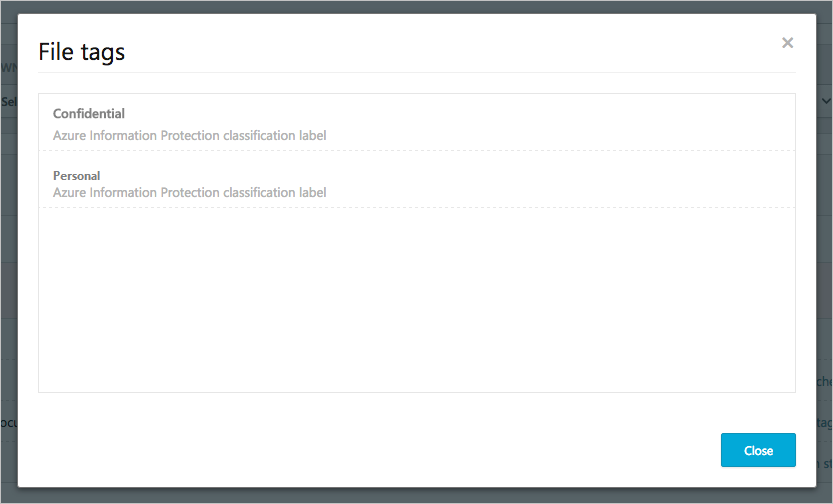 File tags
×
Confidential
Azure Information Protection classification label
Personal
Azure Information Protection classification label
Close